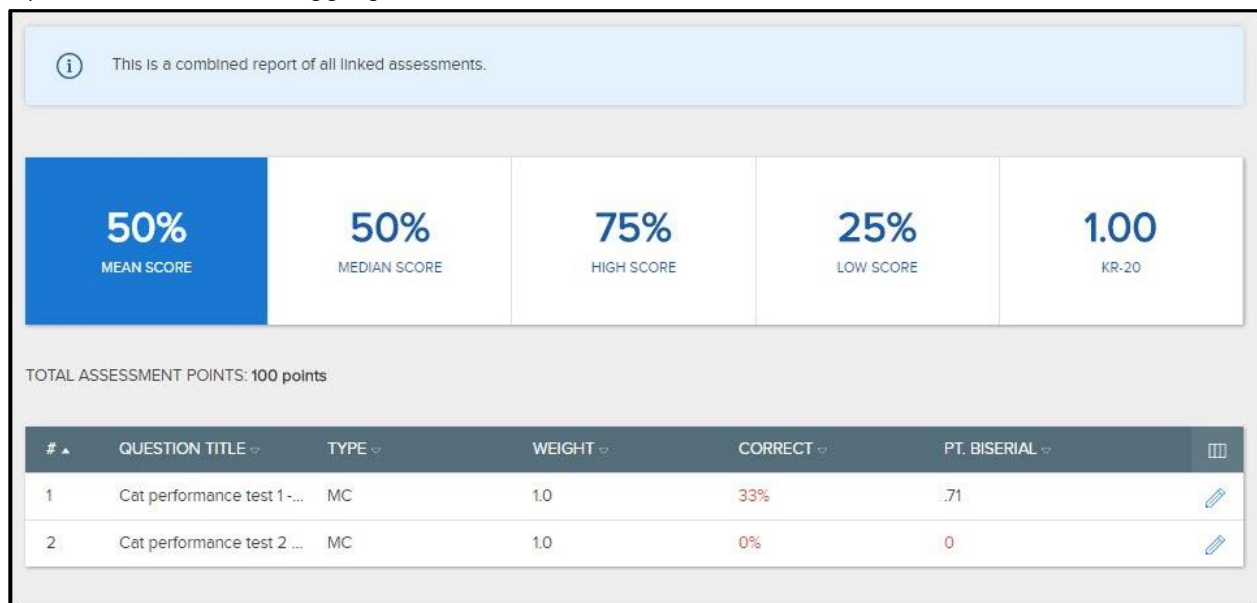 This is a combined report of all linked assessments.
50% 50% 75% 25% 1.00
MEAN SCORE MEDIAN SCORE HIGH SCORE LOW SCORE KR-20
TOTAL ASSESSMENT POINTS: 100 points
# QUESTION TITLE TYPE WEIGHT CORRECT PT. BISERIAL
1 Cat performance test 1 -... MC 1.0 33% .71
2 Cat performance test 2 ... MC 1.0 0% 0